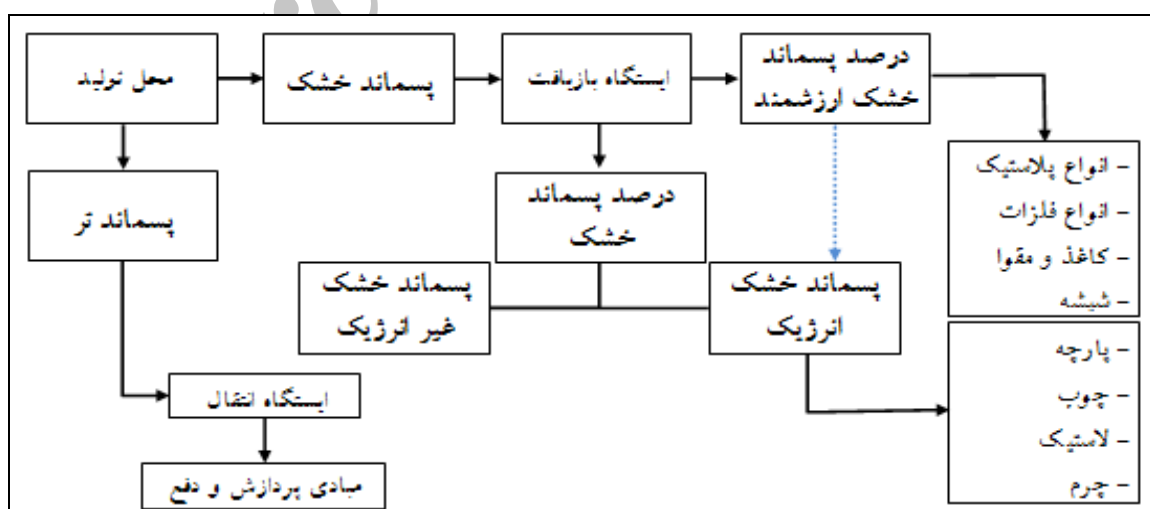 محل تولید
پسماند خشک
ایستگاه بازیافت
درصد پسماند
خشک ارزشمند
- انواع پلاستیک
- انواع فلزات
- کاغذ و مقوا
- شیشه
پسماند تر
درصد پسماند
خشک
پسماند خشک
انرژیک
پسماند خشک
غیر انرژیک
- پارچه
- چوب
- لاستیک
- چرم
ایستگاه انتقال
مبادی پردازش و دفع